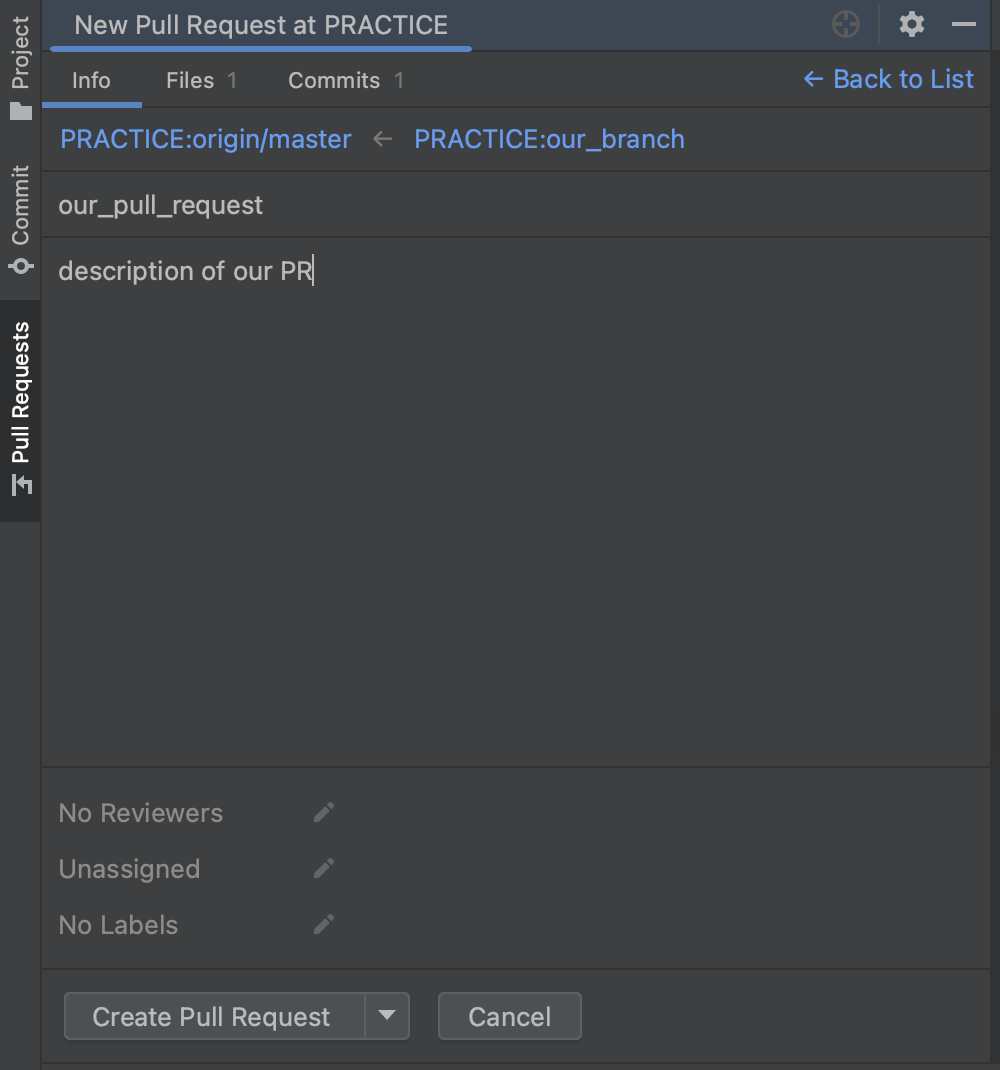 Project
Commit
Pull Requests
New Pull Request at PRACTICE
Info Files 1 Commits 1 ← Back to List
PRACTICE:origin/master ← PRACTICE:our_branch
our_pull_request
description of our PR
No Reviewers
Unassigned
No Labels
Create Pull Request Cancel